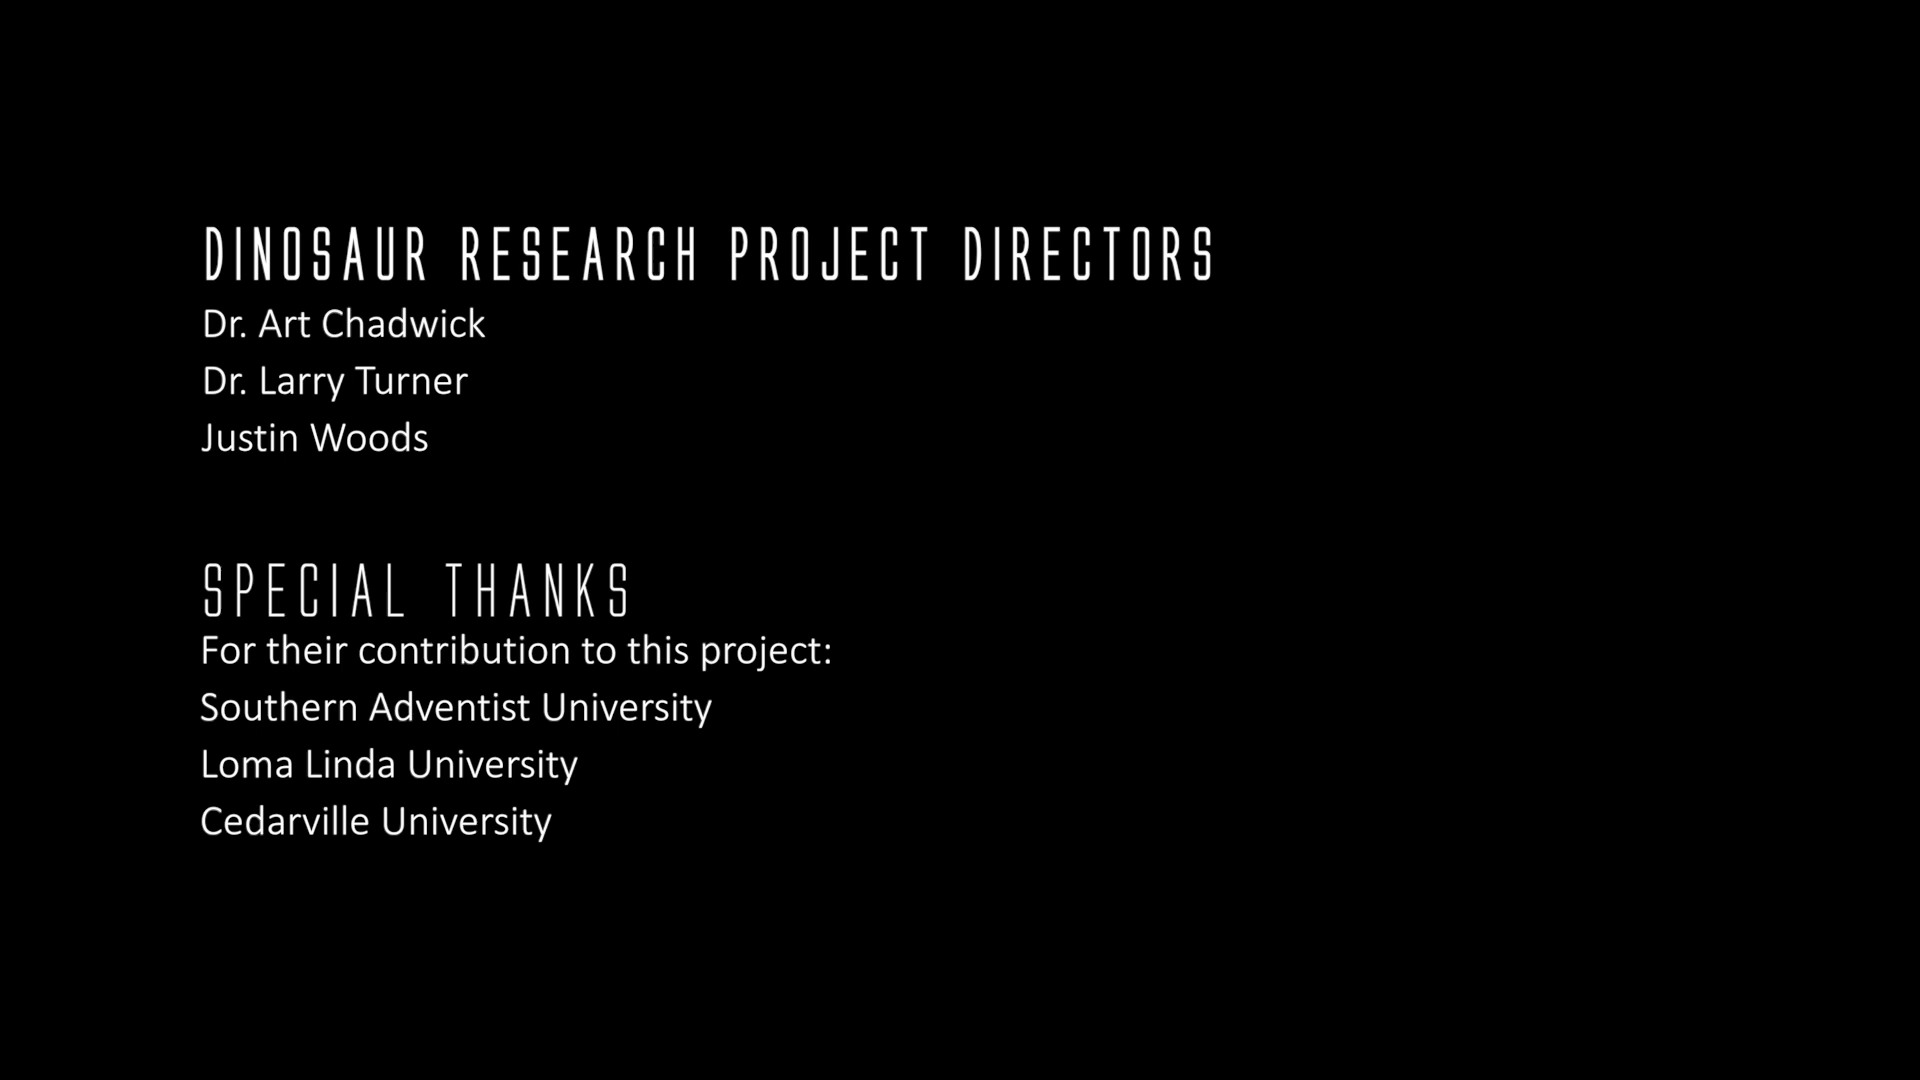 DINOSAUR RESEARCH PROJECT DIRECTORS
Dr. Art Chadwick
Dr. Larry Turner
Justin Woods
SPECIAL THANKS
For their contribution to this project:
Southern Adventist University
Loma Linda University
Cedarville University